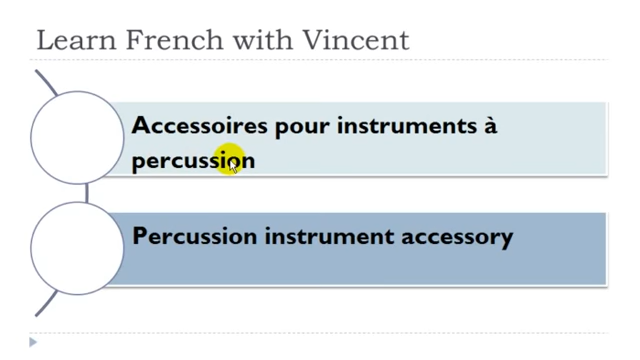 Learn French with Vincent
Accessoires pour instruments à
percussion
Percussion instrument accessory